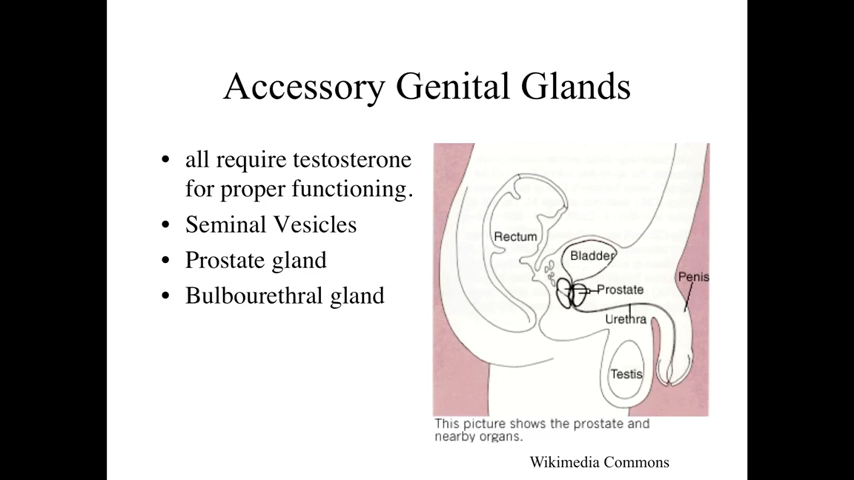 Accessory Genital Glands
• all require testosterone
for proper functioning.
• Seminal Vesicles
• Prostate gland
• Bulbourethral gland
Rectum
Bladder
Penis
Prostate
Urethra
Testis
This picture shows the prostate and
nearby organs.
Wikimedia Commons